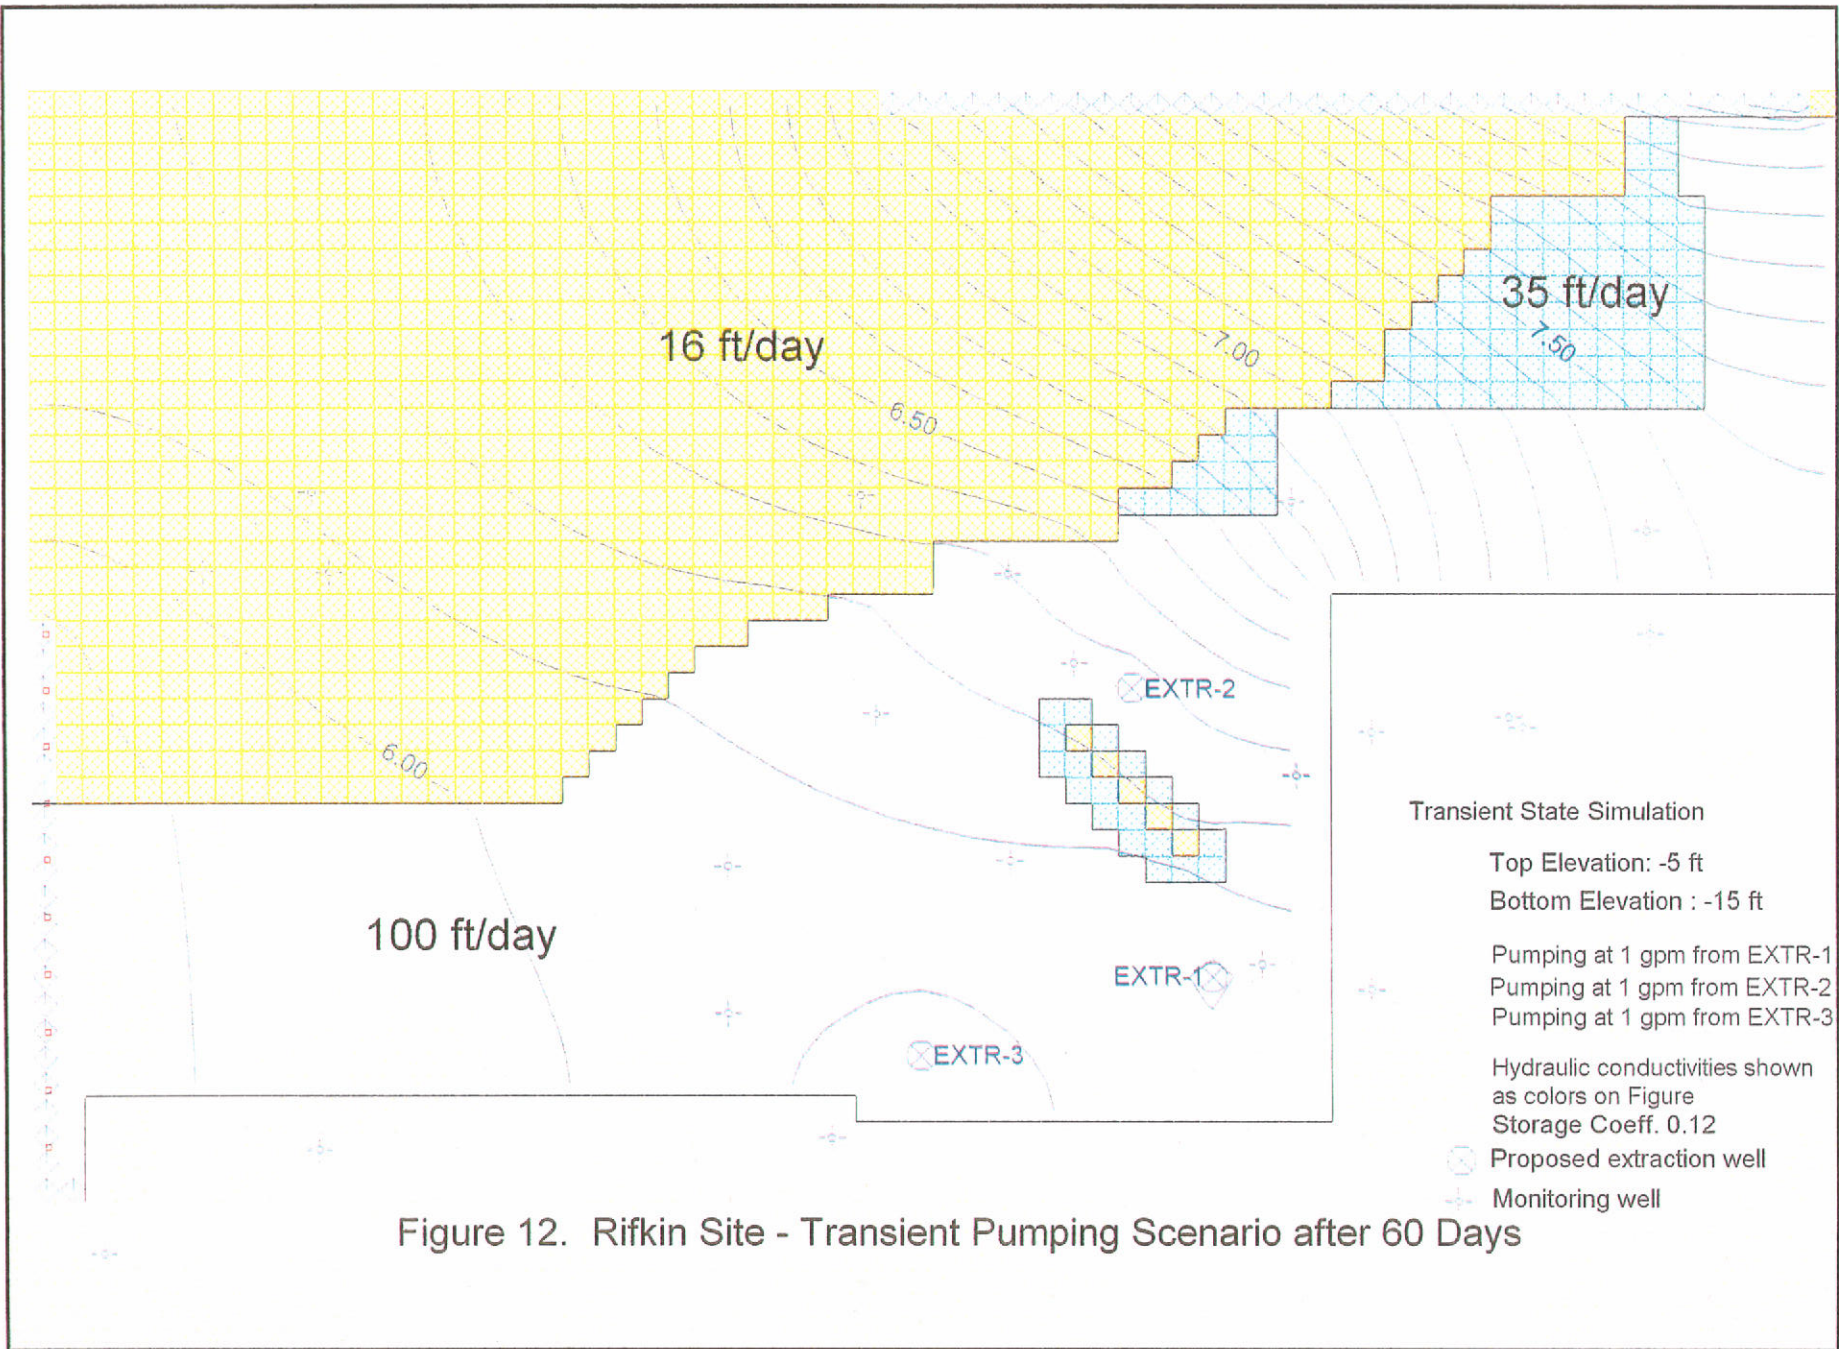 35 ft/day
16 ft/day
7.00
7.50
6.50
EXTR-2
6.00
Transient State Simulation
Top Elevation: -5 ft
Bottom Elevation : -15 ft
100 ft/day
Pumping at 1 gpm from EXTR-1
EXTR-1
Pumping at 1 gpm from EXTR-2
Pumping at 1 gpm from EXTR-3
EXTR-3
Hydraulic conductivities shown
as colors on Figure
Storage Coeff. 0.12
Proposed extraction well
Monitoring well
Figure 12. Rifkin Site - Transient Pumping Scenario after 60 Days